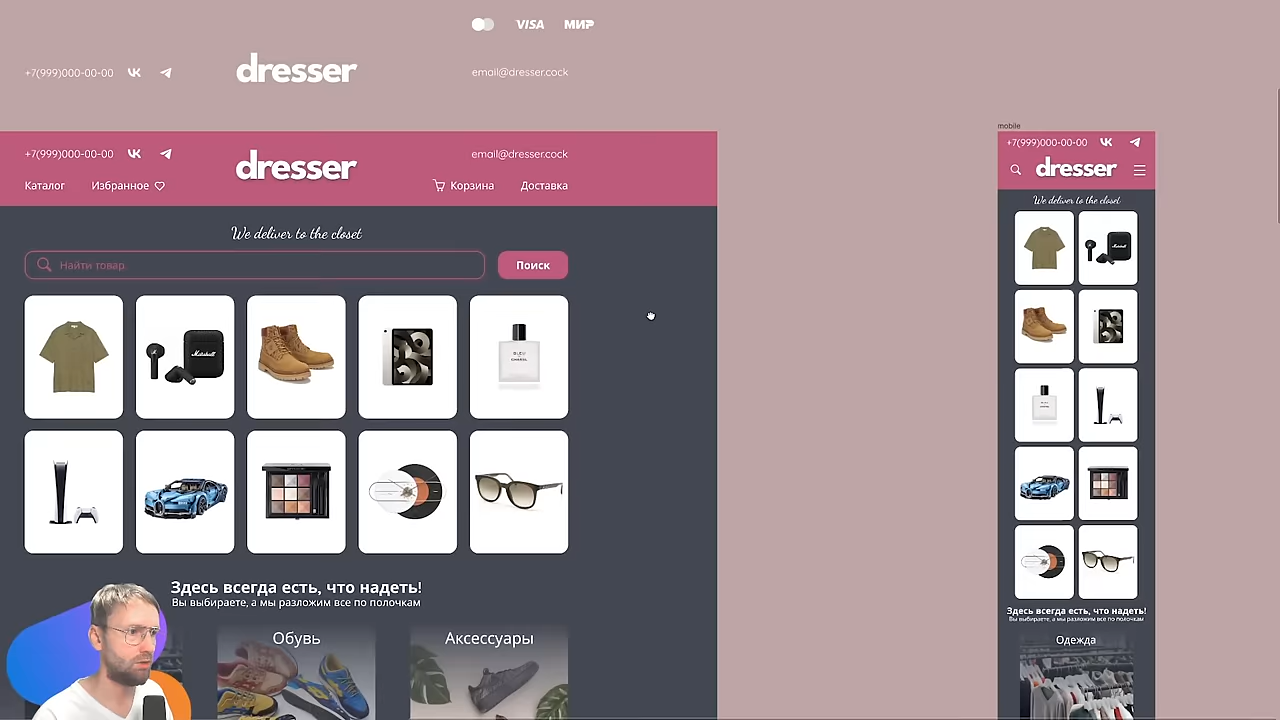 VISA МИР
+7(999)000-00-00
dresser
email@dresser.cock
mobile
+7(999)000-00-00
dresser
email@dresser.cock
Каталог
Избранное
Корзина
Доставка
We deliver to the closet
Найти товар
Поиск
Marshall
CHANEL
Здесь всегда есть, что надеть!
Вы выбираете, а мы разложим все по полочкам
Обувь
Аксессуары
+7(999)000-00-00
dresser
We deliver to the closet
Marshall
Здесь всегда есть, что надеть!
Вы выбираете, а мы разложим все по полочкам
Одежда